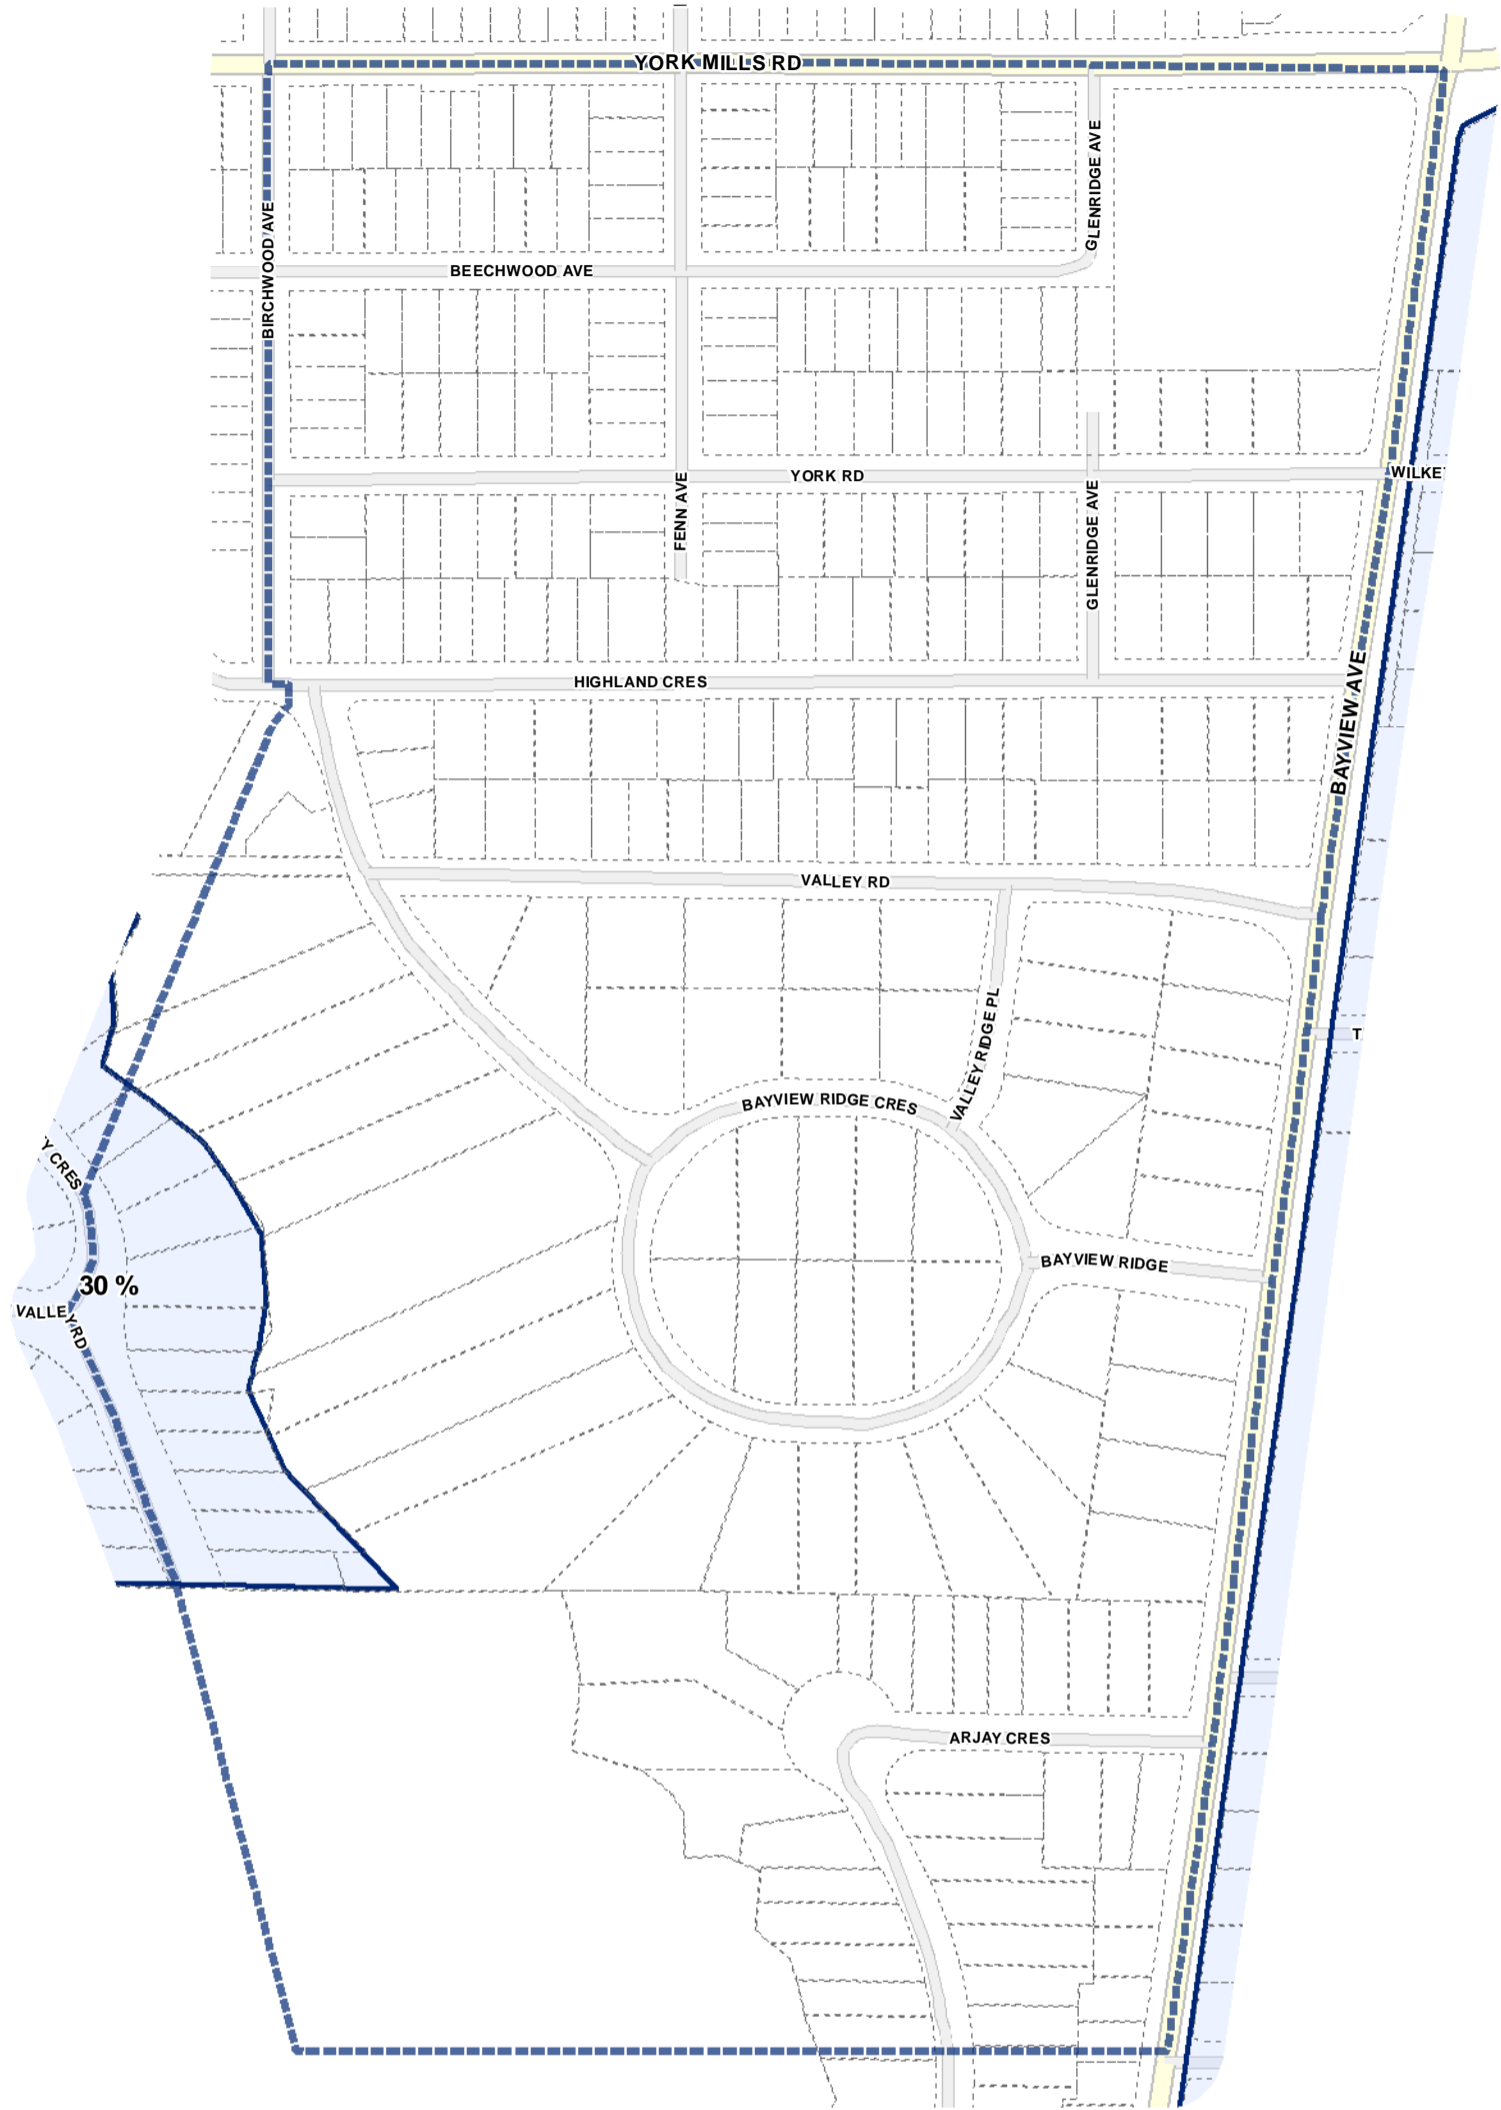 YORK MILLS RD
GLENRIDGE AVE
BIRCHWOOD AVE
BEECHWOOD AVE
WILKE
YORK RD
FENN AVE
GLENRIDGE AVE
HIGHLAND CRES
BAYVIEW AVE
VALLEY RD
VALLEY RIDGE PL
T
BAYVIEW RIDGE CRES
Y CRES
BAYVIEW RIDGE
30 %
VALLEY RD
ARJAY CRES